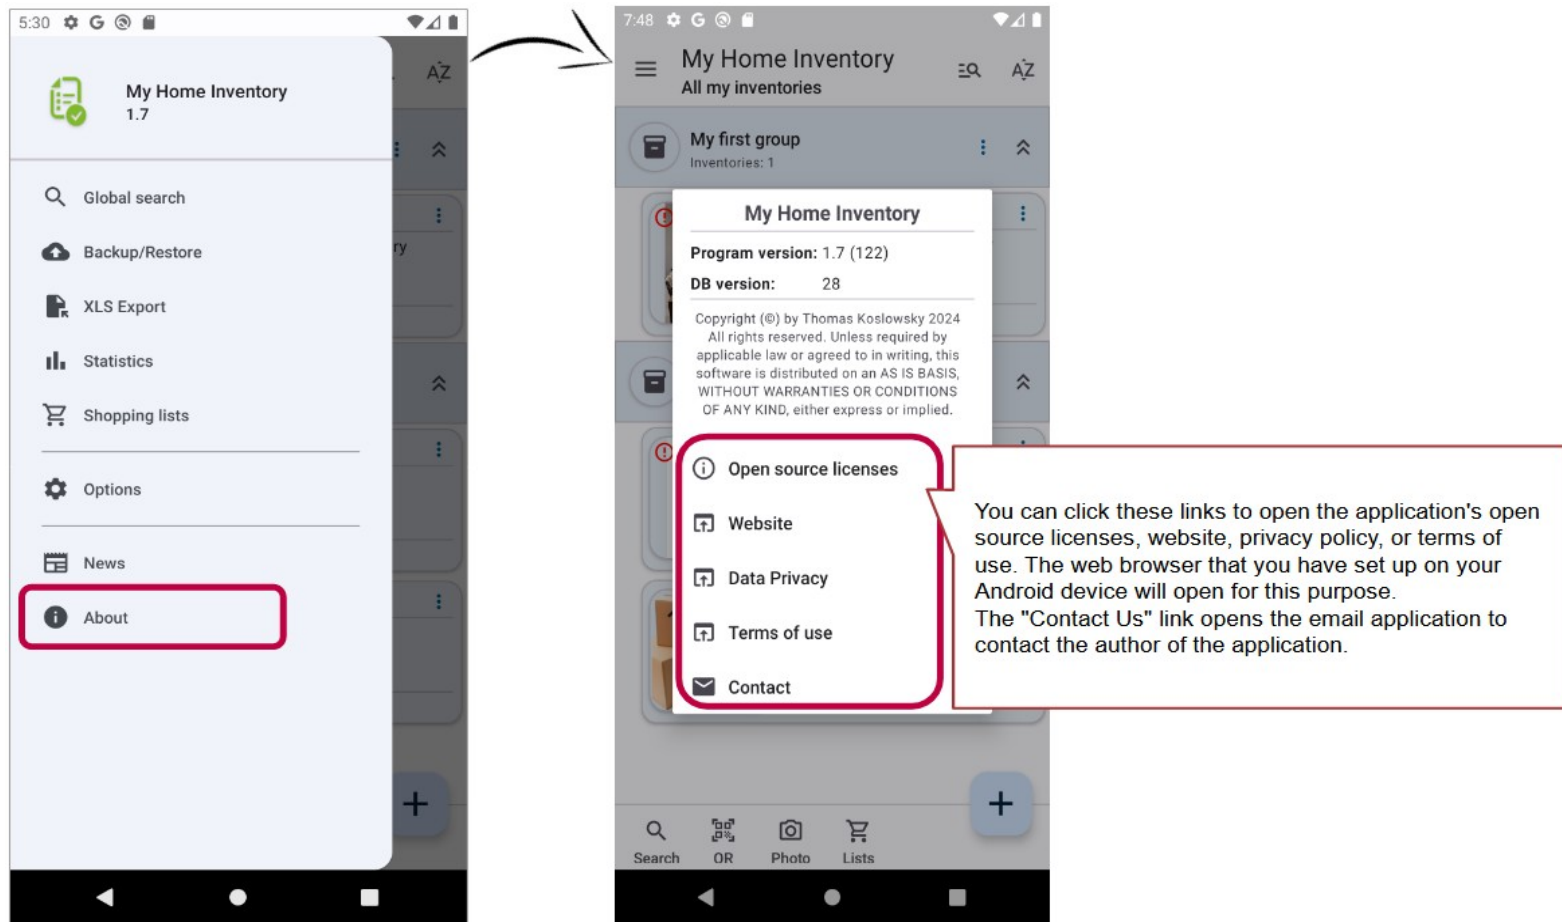 5:30
My Home Inventory
1.7
Global search
Backup/Restore
XLS Export
Statistics
Shopping lists
Options
News
About
AZ
ry
7:48
My Home Inventory
All my inventories
AZ
My first group
Inventories: 1
My Home Inventory
Program version: 1.7 (122)
DB version: 28
Copyright (©) by Thomas Koslowsky 2024
All rights reserved. Unless required by
applicable law or agreed to in writing, this
software is distributed on an AS IS BASIS,
WITHOUT WARRANTIES OR CONDITIONS
OF ANY KIND, either express or implied.
Open source licenses
Website
Data Privacy
Terms of use
Contact
Search
QR
Photo
Lists
You can click these links to open the application's open
source licenses, website, privacy policy, or terms of
use. The web browser that you have set up on your
Android device will open for this purpose.
The "Contact Us" link opens the email application to
contact the author of the application.